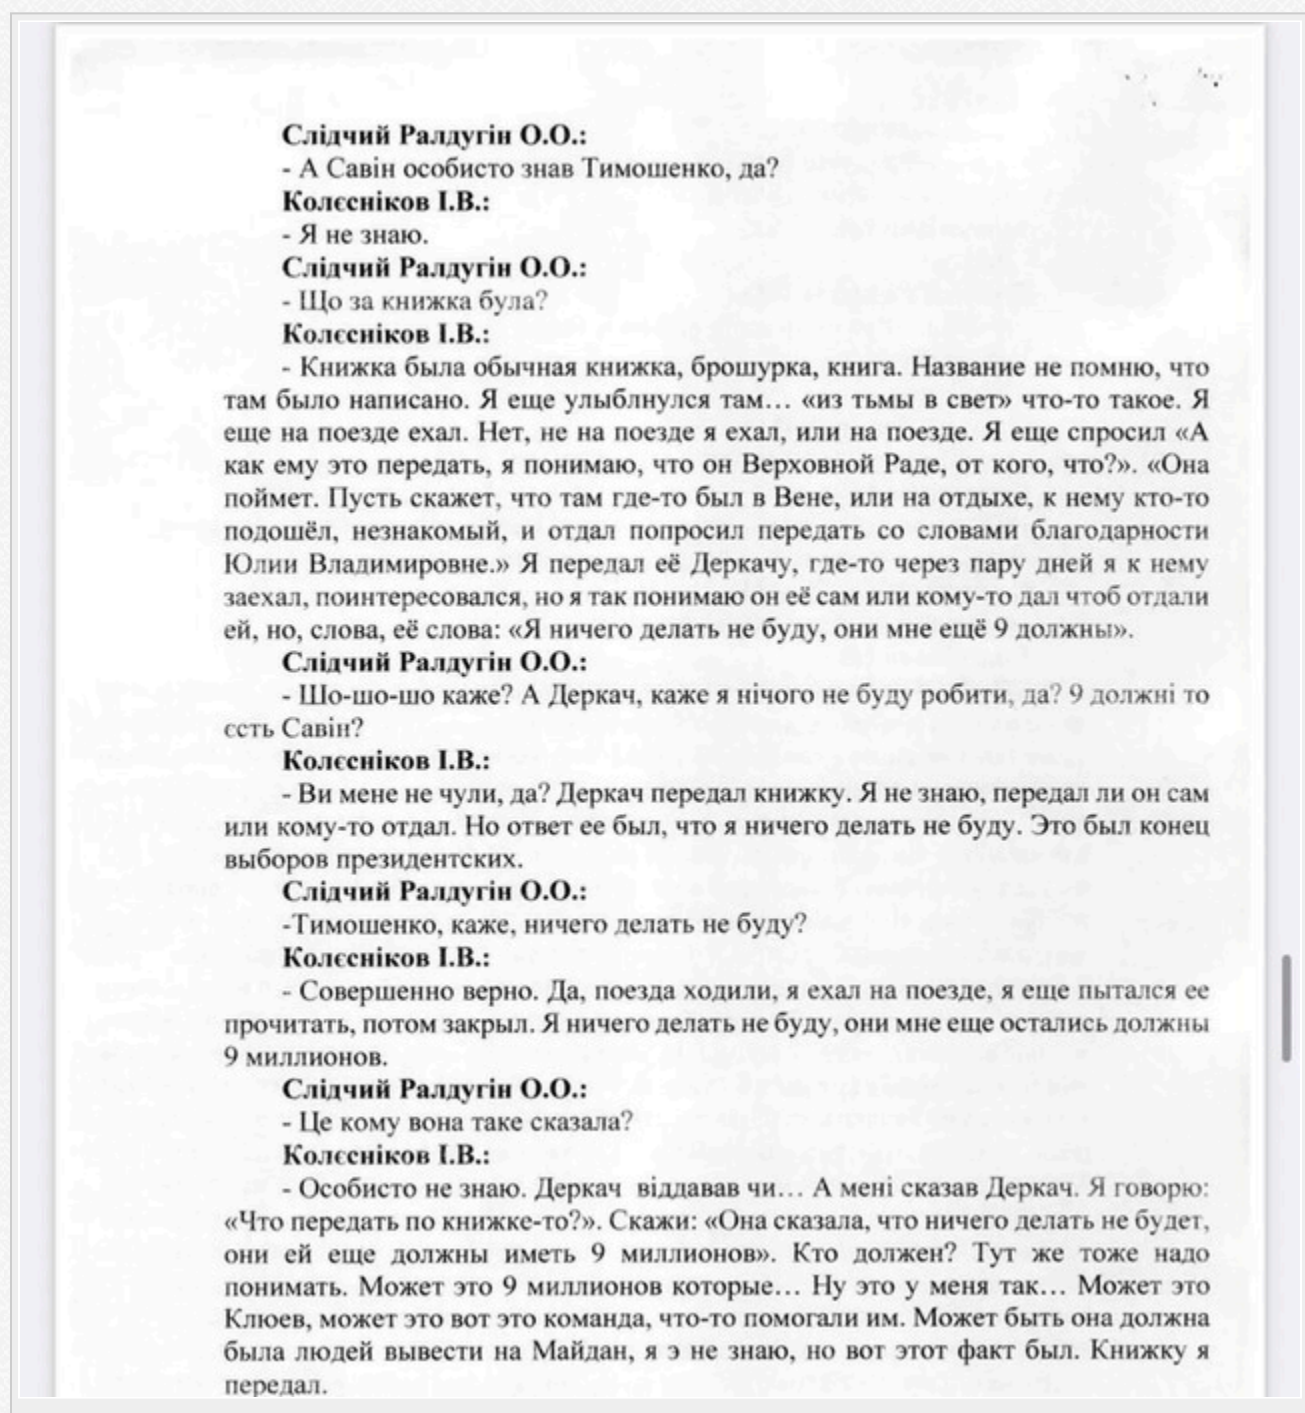 Слідчий Ралдугін О.О.:
- А Савін особисто знав Тимошенко, да?
Колєсніков І.В.:
- Я не знаю.
Слідчий Ралдугін О.О.:
- Що за книжка була?
Колєсніков І.В.:
- Книжка была обычная книжка, брошурка, книга. Название не помню, что
там было написано. Я еще улыблнулся там… «из тьмы в свет» что-то такое. Я
еще на поезде ехал. Нет, не на поезде я ехал, или на поезде. Я еще спросил «А
как ему это передать, я понимаю, что он Верховной Раде, от кого, что?». «Она
поймет. Пусть скажет, что там где-то был в Вене, или на отдыхе, к нему кто-то
подошёл, незнакомый, и отдал попросил передать со словами благодарности
Юлии Владимировне.» Я передал её Деркачу, где-то через пару дней я к нему
заехал, поинтересовался, но я так понимаю он её сам или кому-то дал чтоб отдали
ей, но, слова, её слова: «Я ничего делать не буду, они мне ещё 9 должны».
Слідчий Ралдугін О.О.:
- Шо-шо-шо каже? А Деркач, каже я нічого не буду робити, да? 9 должні то
єсть Савін?
Колєсніков І.В.:
- Ви мене не чули, да? Деркач передал книжку. Я не знаю, передал ли он сам
или кому-то отдал. Но ответ ее был, что я ничего делать не буду. Это был конец
выборов президентских.
Слідчий Ралдугін О.О.:
-Тимошенко, каже, ничего делать не буду?
Колєсніков І.В.:
- Совершенно верно. Да, поезда ходили, я ехал на поезде, я еще пытался ее
прочитать, потом закрыл. Я ничего делать не буду, они мне еще остались должны
9 миллионов.
Слідчий Ралдугін О.О.:
- Це кому вона таке сказала?
Колєсніков І.В.:
- Особисто не знаю. Деркач віддавав чи… А мені сказав Деркач. Я говорю:
«Что передать по книжке-то?». Скажи: «Она сказала, что ничего делать не будет,
они ей еще должны иметь 9 миллионов». Кто должен? Тут же тоже надо
понимать. Может это 9 миллионов которые… Ну это у меня так… Может это
Клюев, может это вот это команда, что-то помогали им. Может быть она должна
была людей вывести на Майдан, я э не знаю, но вот этот факт был. Книжку я
передал.